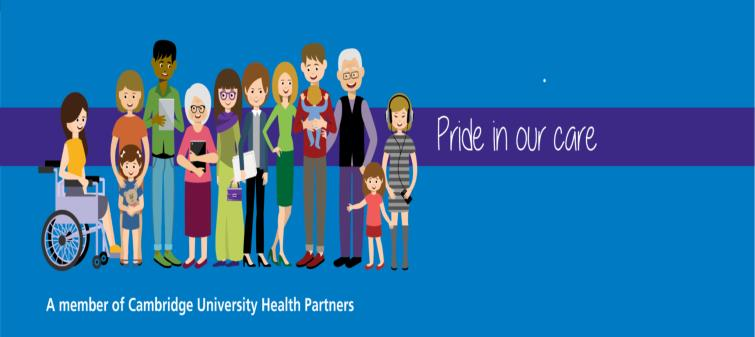 Pride in our care
A member of Cambridge University Health Partners